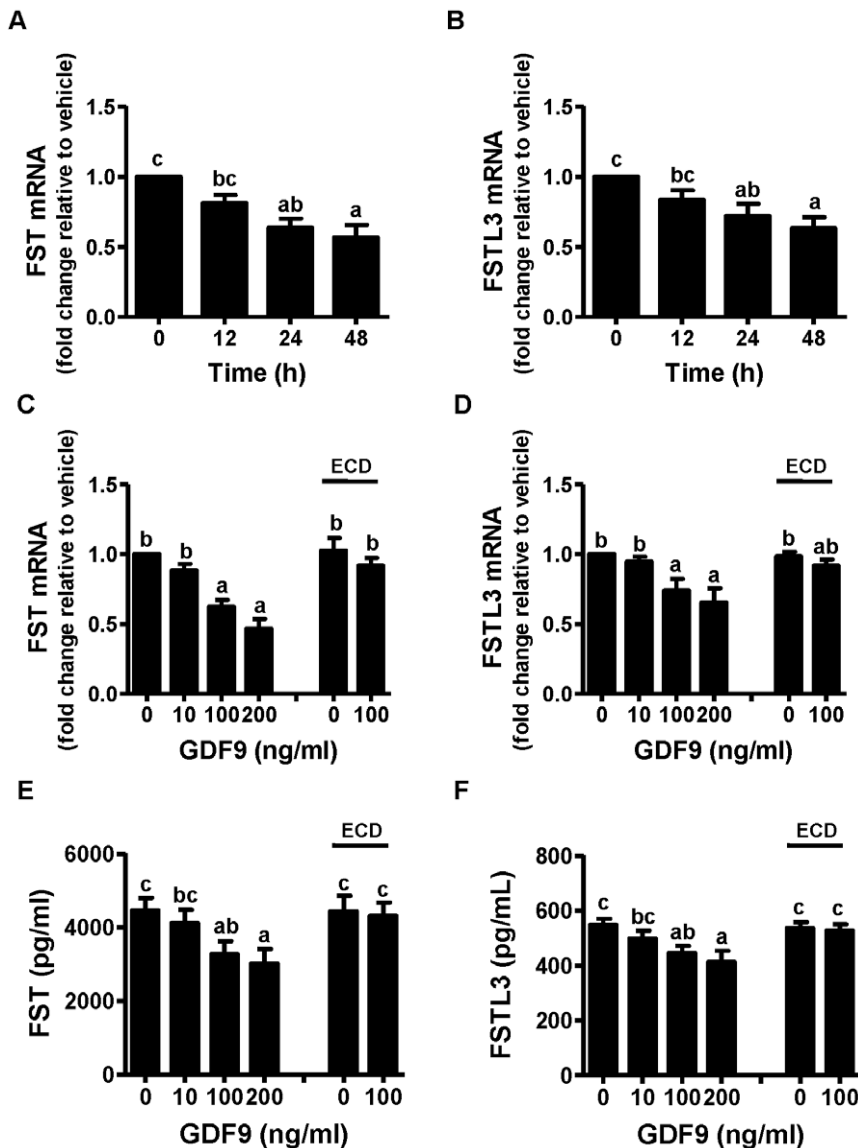 A
FST mRNA
(fold change relative to vehicle)
1.5
1.0
0.5
0.0
c
bc
ab
a
0 12 24 48
Time (h)
B
FSTL3 mRNA
(fold change relative to vehicle)
1.5
1.0
0.5
0.0
c
bc
ab
a
0 12 24 48
Time (h)
C
FST mRNA
(fold change relative to vehicle)
1.5
1.0
0.5
0.0
ECD
b b a a b b
0 10 100 200 0 100
GDF9 (ng/ml)
D
FSTL3 mRNA
(fold change relative to vehicle)
1.5
1.0
0.5
0.0
ECD
b b a a b ab
0 10 100 200 0 100
GDF9 (ng/ml)
E
FST (pg/ml)
6000
4000
2000
0
ECD
c bc ab a c c
0 10 100 200 0 100
GDF9 (ng/ml)
F
FSTL3 (pg/mL)
800
600
400
200
0
ECD
c bc ab a c c
0 10 100 200 0 100
GDF9 (ng/ml)